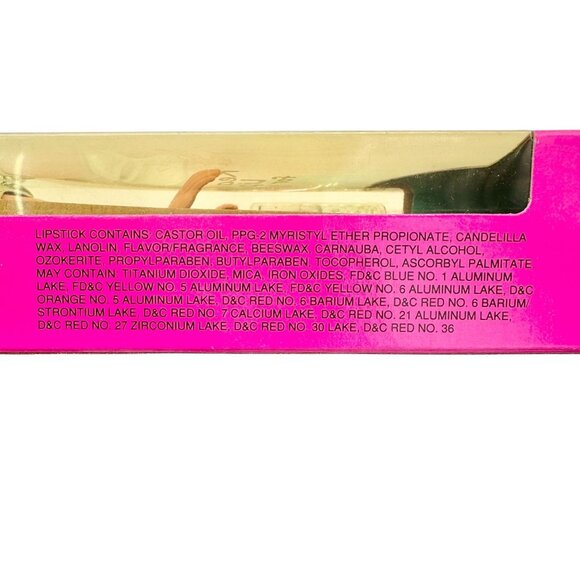 LIPSTICK CONTAINS: CASTOR OIL, PPG 2 MYRISTYL ETHER PROPIONATE, CANDELILLA
WAX, LANOLIN, FLAVOR/FRAGRANCE, BEESWAX, CARNAUBA, CETYL ALCOHOL,
OZOKERITE, PROPYLPARABEN, BUTYLPARABEN, TOCOPHEROL, ASCORBYL PALMITATE
MAY CONTAIN: TITANIUM DIOXIDE, MICA, IRON OXIDES, FD&C BLUE NO. 1 ALUMINUM
LAKE, FD&C YELLOW NO. 5 ALUMINUM LAKE, FD&C YELLOW NO. 6 ALUMINUM LAKE, D&C
ORANGE NO. 5 ALUMINUM LAKE, D&C RED NO. 6 BARIUM LAKE, D&C RED NO. 6 BARIUM/
STRONTIUM LAKE, D&C RED NO. 7 CALCIUM LAKE, D&C RED NO. 21 ALUMINUM LAKE,
D&C RED NO. 27 ZIRCONIUM LAKE, D&C RED NO. 30 LAKE, D&C RED NO. 36